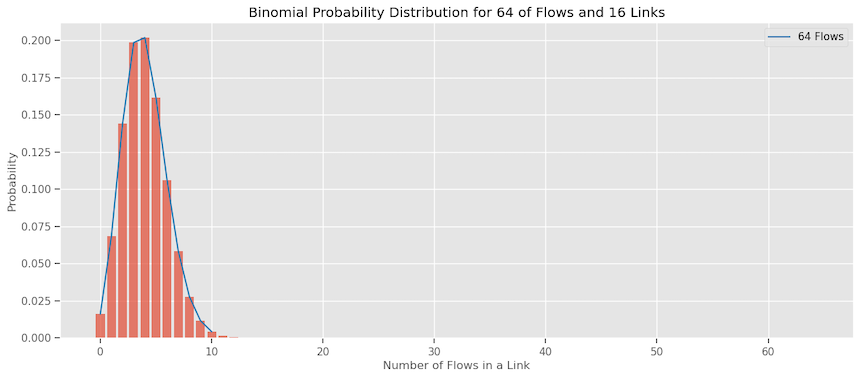 Binomial Probability Distribution for 64 of Flows and 16 Links
64 Flows
Probability
0.200
0.175
0.150
0.125
0.100
0.075
0.050
0.025
0.000
0 10 20 30 40 50 60
Number of Flows in a Link